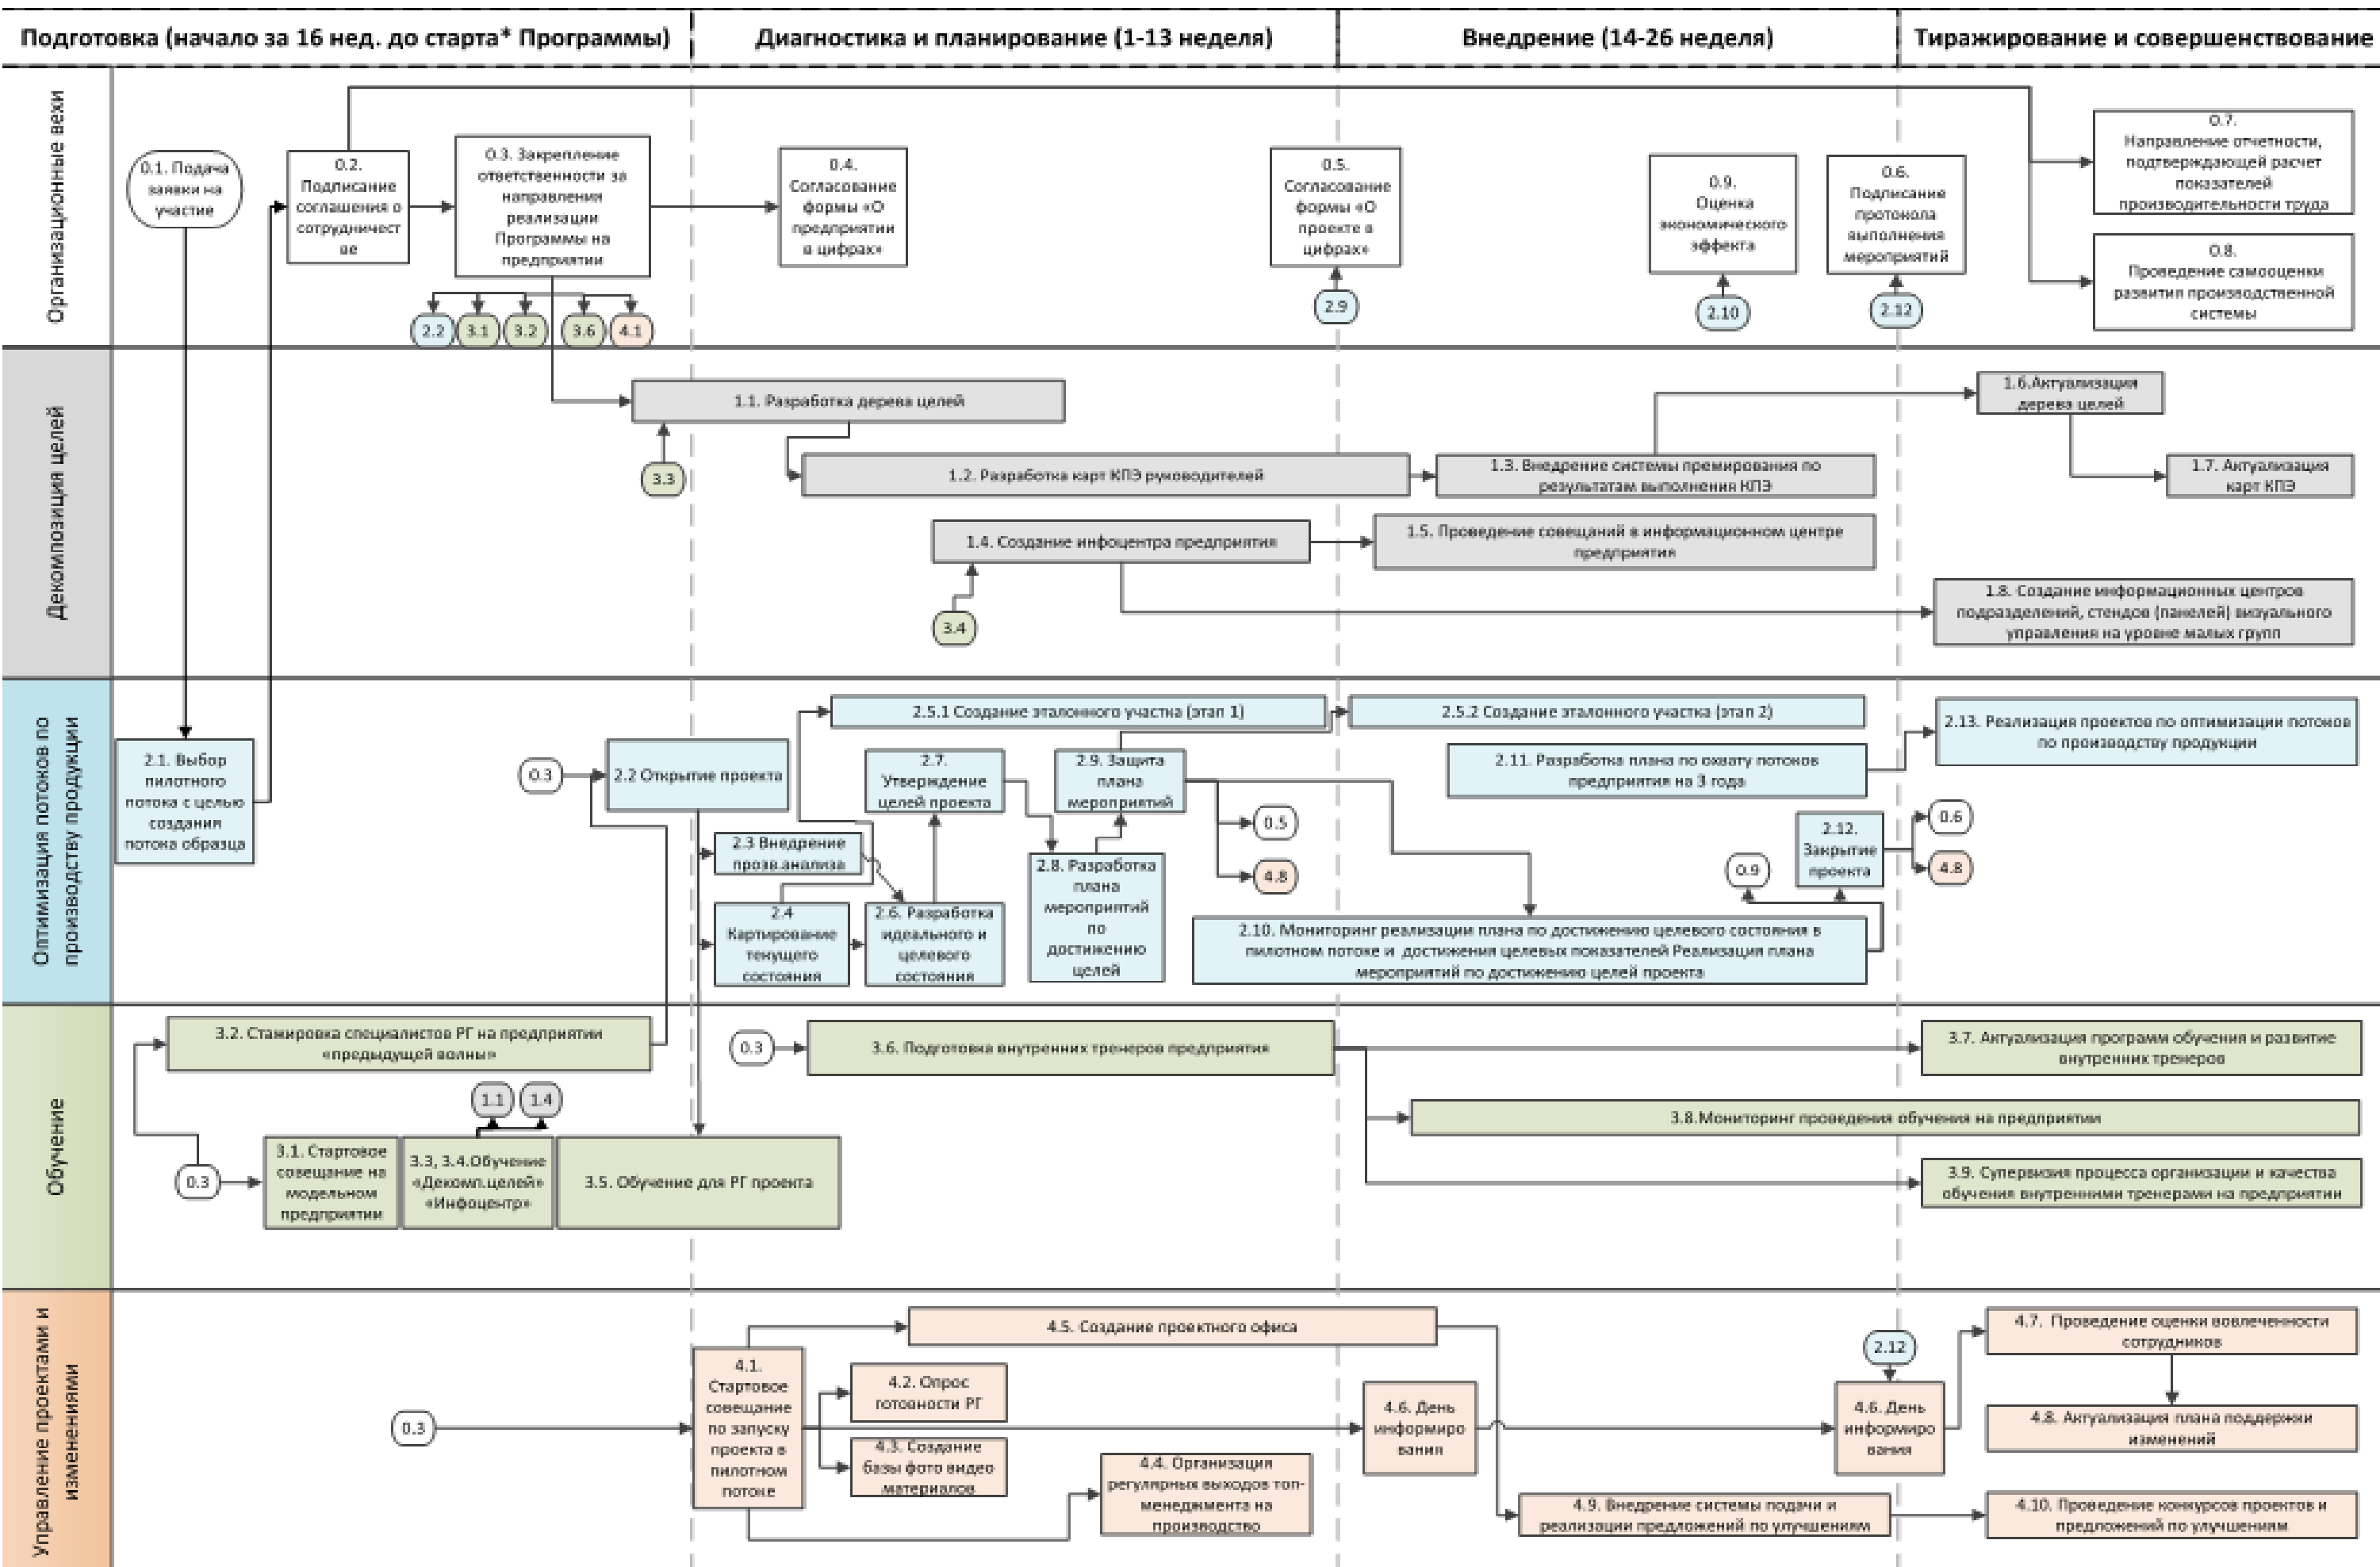 Подготовка (начало за 16 нед. до старта* Программы)
Диагностика и планирование (1-13 неделя)
Внедрение (14-26 неделя)
Тиражирование и совершенствование
Организационные вехи
0.1. Подача
заявки на
участие
0.2.
Подписание
соглашения о
сотрудничест
ве
0.3. Закрепление
ответственности за
направления
реализации
Программы на
предприятии
0.4.
Согласование
формы «О
предприятии
в цифрах»
0.5.
Согласование
формы «О
проекте в
цифрах»
0.9.
Оценка
экономического
эффекта
0.6.
Подписание
протокола
выполнения
мероприятий
0.7.
Направление отчетности,
подтверждающей расчет
показателей
производительности труда
0.8.
Проведение самооценки
развития производственной
системы
2.2
3.1
3.2
3.6
4.1
2.9
2.10
2.12
Декомпозиция целей
1.1. Разработка дерева целей
3.3
1.2. Разработка карт КПЭ руководителей
1.3. Внедрение системы премирования по
результатам выполнения КПЭ
1.6.Актуализация
дерева целей
1.7. Актуализация
карт КПЭ
1.4. Создание инфоцентра предприятия
1.5. Проведение совещаний в информационном центре
предприятия
3.4
1.8. Создание информационных центров
подразделений, стендов (панелей) визуального
управления на уровне малых групп
Оптимизация потоков по
производству продукции
2.1. Выбор
пилотного
потока с целью
создания
потока образца
0.3
2.2 Открытие проекта
2.5.1 Создание эталонного участка (этап 1)
2.5.2 Создание эталонного участка (этап 2)
2.13. Реализация проектов по оптимизации потоков
по производству продукции
2.7.
Утверждение
целей проекта
2.9. Защита
плана
мероприятий
2.11. Разработка плана по охвату потоков
предприятия на 3 года
2.3 Внедрение
прозв.анализа
2.4
Картирование
текущего
состояния
2.6. Разработка
идеального и
целевого
состояния
2.8. Разработка
плана
мероприятий
по
достижению
целей
0.5
4.8
2.12.
Закрытие
проекта
0.9
0.6
4.8
2.10. Мониторинг реализации плана по достижению целевого состояния в
пилотном потоке и достижения целевых показателей Реализация плана
мероприятий по достижению целей проекта
Обучение
3.2. Стажировка специалистов РГ на предприятии
«предыдущей волны»
0.3
3.6. Подготовка внутренних тренеров предприятия
3.7. Актуализация программ обучения и развитие
внутренних тренеров
1.1
1.4
3.8.Мониторинг проведения обучения на предприятии
0.3
3.1. Стартовое
совещание на
модельном
предприятии
3.3, 3.4.Обучение
«Декомп.целей»
«Инфоцентр»
3.5. Обучение для РГ проекта
3.9. Супервизия процесса организации и качества
обучения внутренними тренерами на предприятии
Управление проектами и
изменениями
0.3
4.1.
Стартовое
совещание
по запуску
проекта в
пилотном
потоке
4.5. Создание проектного офиса
4.2. Опрос
готовности РГ
4.3. Создание
базы фото видео
материалов
4.4. Организация
регулярных выходов топ-
менеджмента на
производство
4.6. День
информиро
вания
2.12
4.6. День
информиро
вания
4.7. Проведение оценки вовлеченности
сотрудников
4.8. Актуализация плана поддержки
изменений
4.9. Внедрение системы подачи и
реализации предложений по улучшениям
4.10. Проведение конкурсов проектов и
предложений по улучшениям